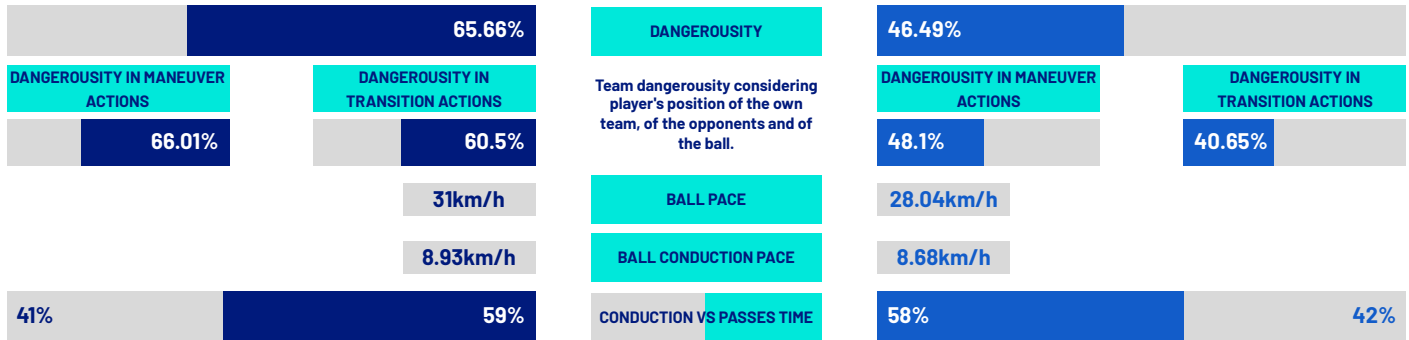 65.66%
DANGEROUSITY
46.49%
DANGEROUSITY IN MANEUVER
ACTIONS
DANGEROUSITY IN
TRANSITION ACTIONS
Team dangerousity considering
player's position of the own
team, of the opponents and of
the ball.
DANGEROUSITY IN MANEUVER
ACTIONS
DANGEROUSITY IN
TRANSITION ACTIONS
66.01%
60.5%
48.1%
40.65%
31km/h
BALL PACE
28.04km/h
8.93km/h
BALL CONDUCTION PACE
8.68km/h
41%
59%
CONDUCTION VS PASSES TIME
58%
42%